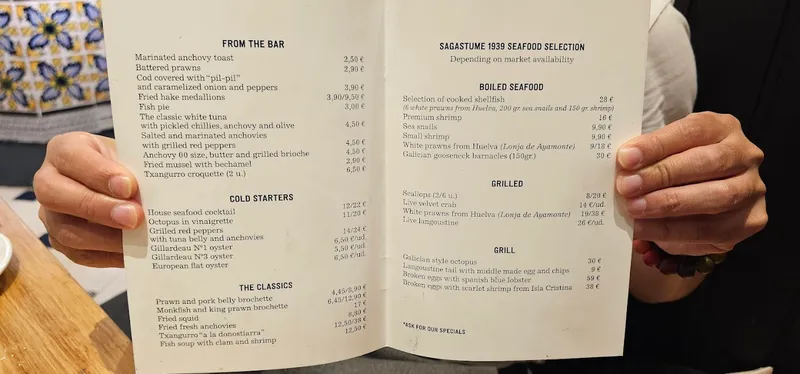 FROM THE BAR
Marinated anchovy toast 2,50 €
Battered prawns 2,90 €
Cod covered with "pil-pil"
and caramelized onion and peppers 3,90 €
Fried hake medallions 3,90/9,50 €
Fish pie 3,00 €
The classic white tuna
with pickled chillies, anchovy and olive 4,50 €
Salted and marinated anchovies
with grilled red peppers 4,50 €
Anchovy 00 size, butter and grilled brioche 4,50 €
Fried mussel with bechamel 2,90 €
Txangurro croquette (2 u.) 6,50 €
COLD STARTERS
House seafood cocktail 12/22 €
Octopus in vinaigrette 11/20 €
Grilled red peppers
with tuna belly and anchovies 14/24 €
Gillardeau Nº1 oyster 6,50 €/ud.
Gillardeau Nº3 oyster 5,50 €/ud.
European flat oyster 6,50 €/ud.
THE CLASSICS
Prawn and pork belly brochette 4,45/8,90 €
Monkfish and king prawn brochette 6,45/12,90 €
Fried squid 17 €
Fried fresh anchovies 8,80 €
Txangurro "a la donostiarra" 12,50/38 €
Fish soup with clam and shrimp 12,50 €
SAGASTUME 1939 SEAFOOD SELECTION
Depending on market availability
BOILED SEAFOOD
Selection of cooked shellfish 28 €
(6 white prawns from Huelva, 200 gr. sea snails and 150 gr. shrimp)
Premium shrimp 16 €
Sea snails 9,90 €
Small shrimp 9,90 €
White prawns from Huelva (Lonja de Ayamonte) 9/18 €
Galician gooseneck barnacles (150gr.) 30 €
GRILLED
Scallops (2/6 u.) 8/20 €
Live velvet crab 14 €/ud.
White prawns from Huelva (Lonja de Ayamonte) 19/38 €
Live langoustine 26 €/ud.
GRILL
Galician style octopus 30 €
Langoustine tail with middle made egg and chips 9 €
Broken eggs with spanish blue lobster 59 €
Broken eggs with scarlet shrimp from Isla Cristina 38 €
*ASK FOR OUR SPECIALS